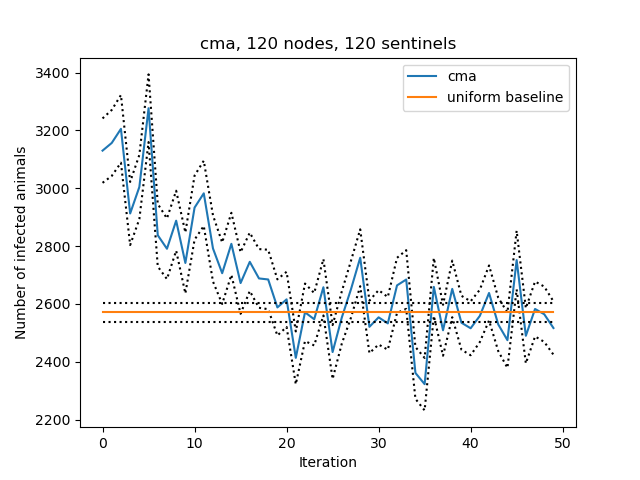 cma, 120 nodes, 120 sentinels
cma
uniform baseline
Number of infected animals
3400
3200
3000
2800
2600
2400
2200
0 10 20 30 40 50
Iteration